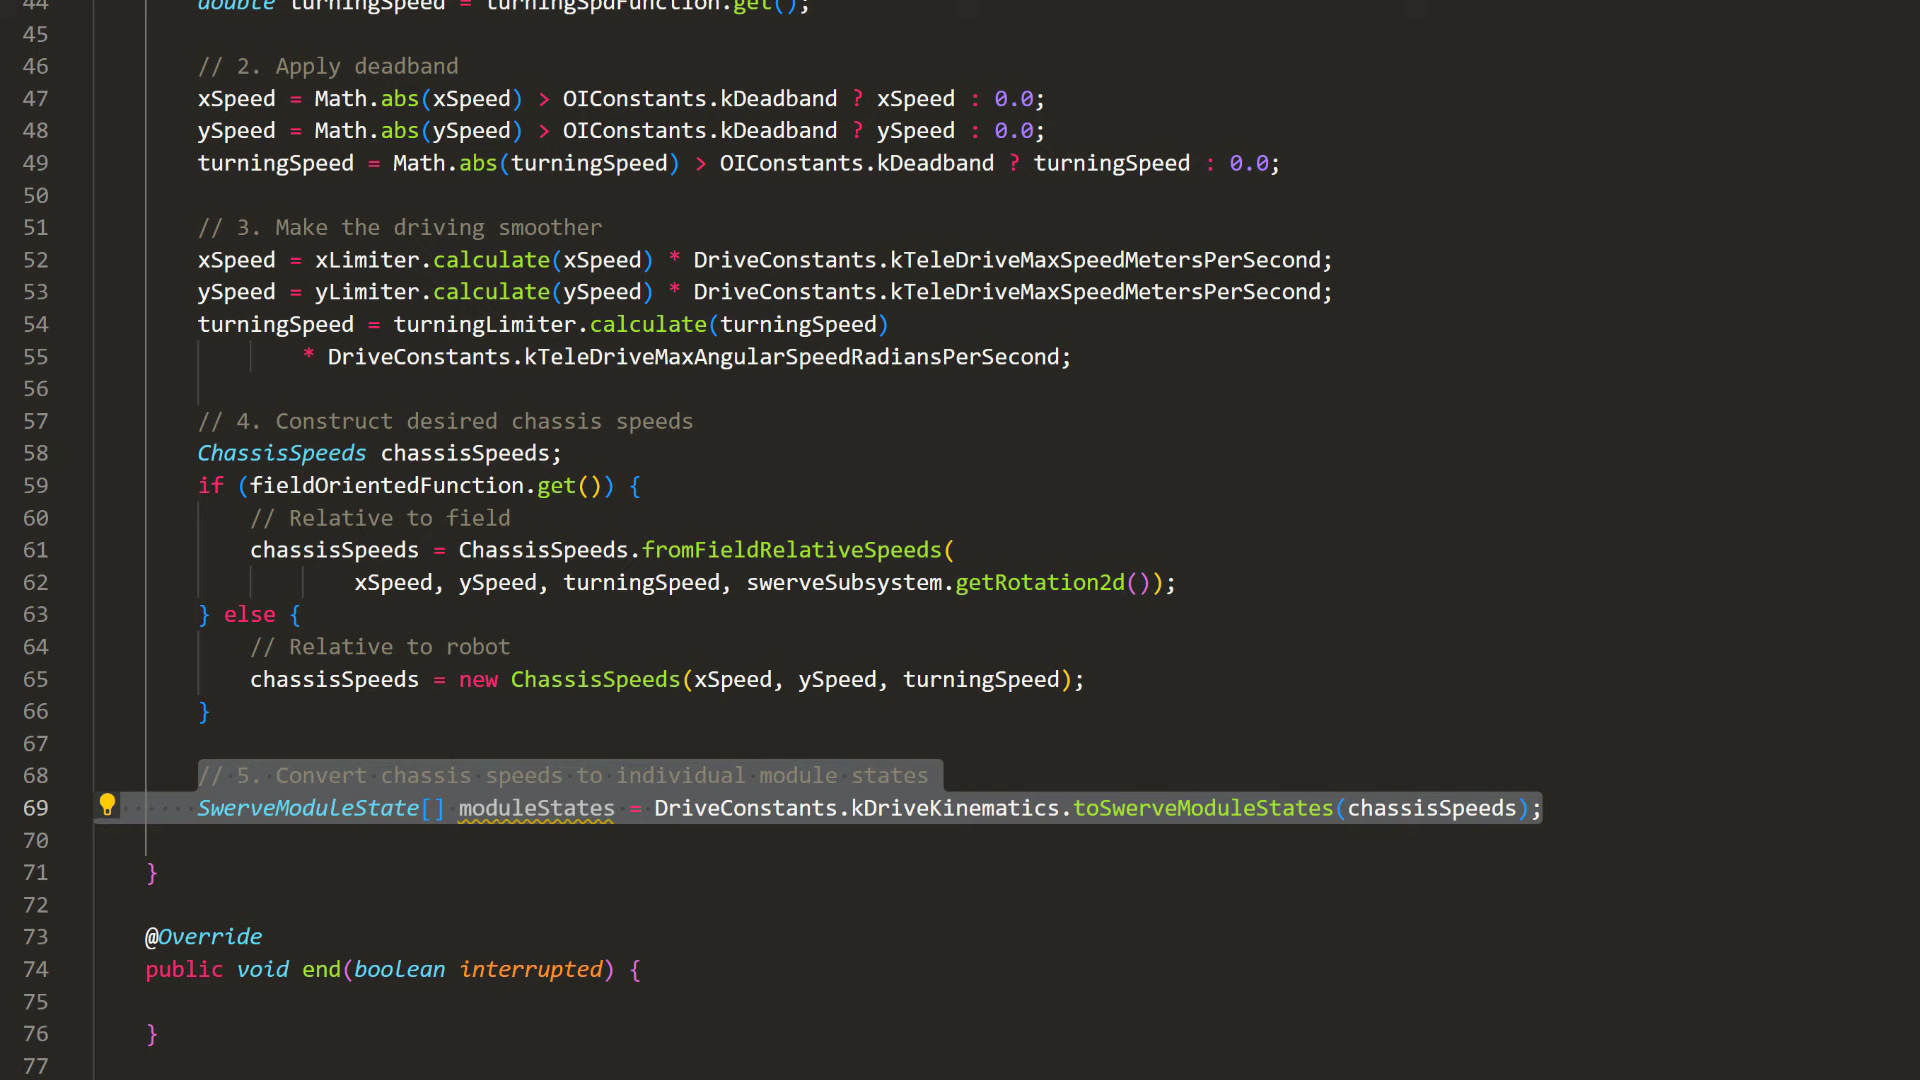 44 double turningSpeed = turningSpdFunction.get();
45
46 // 2. Apply deadband
47 xSpeed = Math.abs(xSpeed) > OIConstants.kDeadband ? xSpeed : 0.0;
48 ySpeed = Math.abs(ySpeed) > OIConstants.kDeadband ? ySpeed : 0.0;
49 turningSpeed = Math.abs(turningSpeed) > OIConstants.kDeadband ? turningSpeed : 0.0;
50
51 // 3. Make the driving smoother
52 xSpeed = xLimiter.calculate(xSpeed) * DriveConstants.kTeleDriveMaxSpeedMetersPerSecond;
53 ySpeed = yLimiter.calculate(ySpeed) * DriveConstants.kTeleDriveMaxSpeedMetersPerSecond;
54 turningSpeed = turningLimiter.calculate(turningSpeed)
55 * DriveConstants.kTeleDriveMaxAngularSpeedRadiansPerSecond;
56
57 // 4. Construct desired chassis speeds
58 ChassisSpeeds chassisSpeeds;
59 if (fieldOrientedFunction.get()) {
60 // Relative to field
61 chassisSpeeds = ChassisSpeeds.fromFieldRelativeSpeeds(
62 xSpeed, ySpeed, turningSpeed, swerveSubsystem.getRotation2d());
63 } else {
64 // Relative to robot
65 chassisSpeeds = new ChassisSpeeds(xSpeed, ySpeed, turningSpeed);
66 }
67
68 // 5. Convert chassis speeds to individual module states
69 SwerveModuleState[] moduleStates = DriveConstants.kDriveKinematics.toSwerveModuleStates(chassisSpeeds);
70
71 }
72
73 @Override
74 public void end(boolean interrupted) {
75
76 }
77